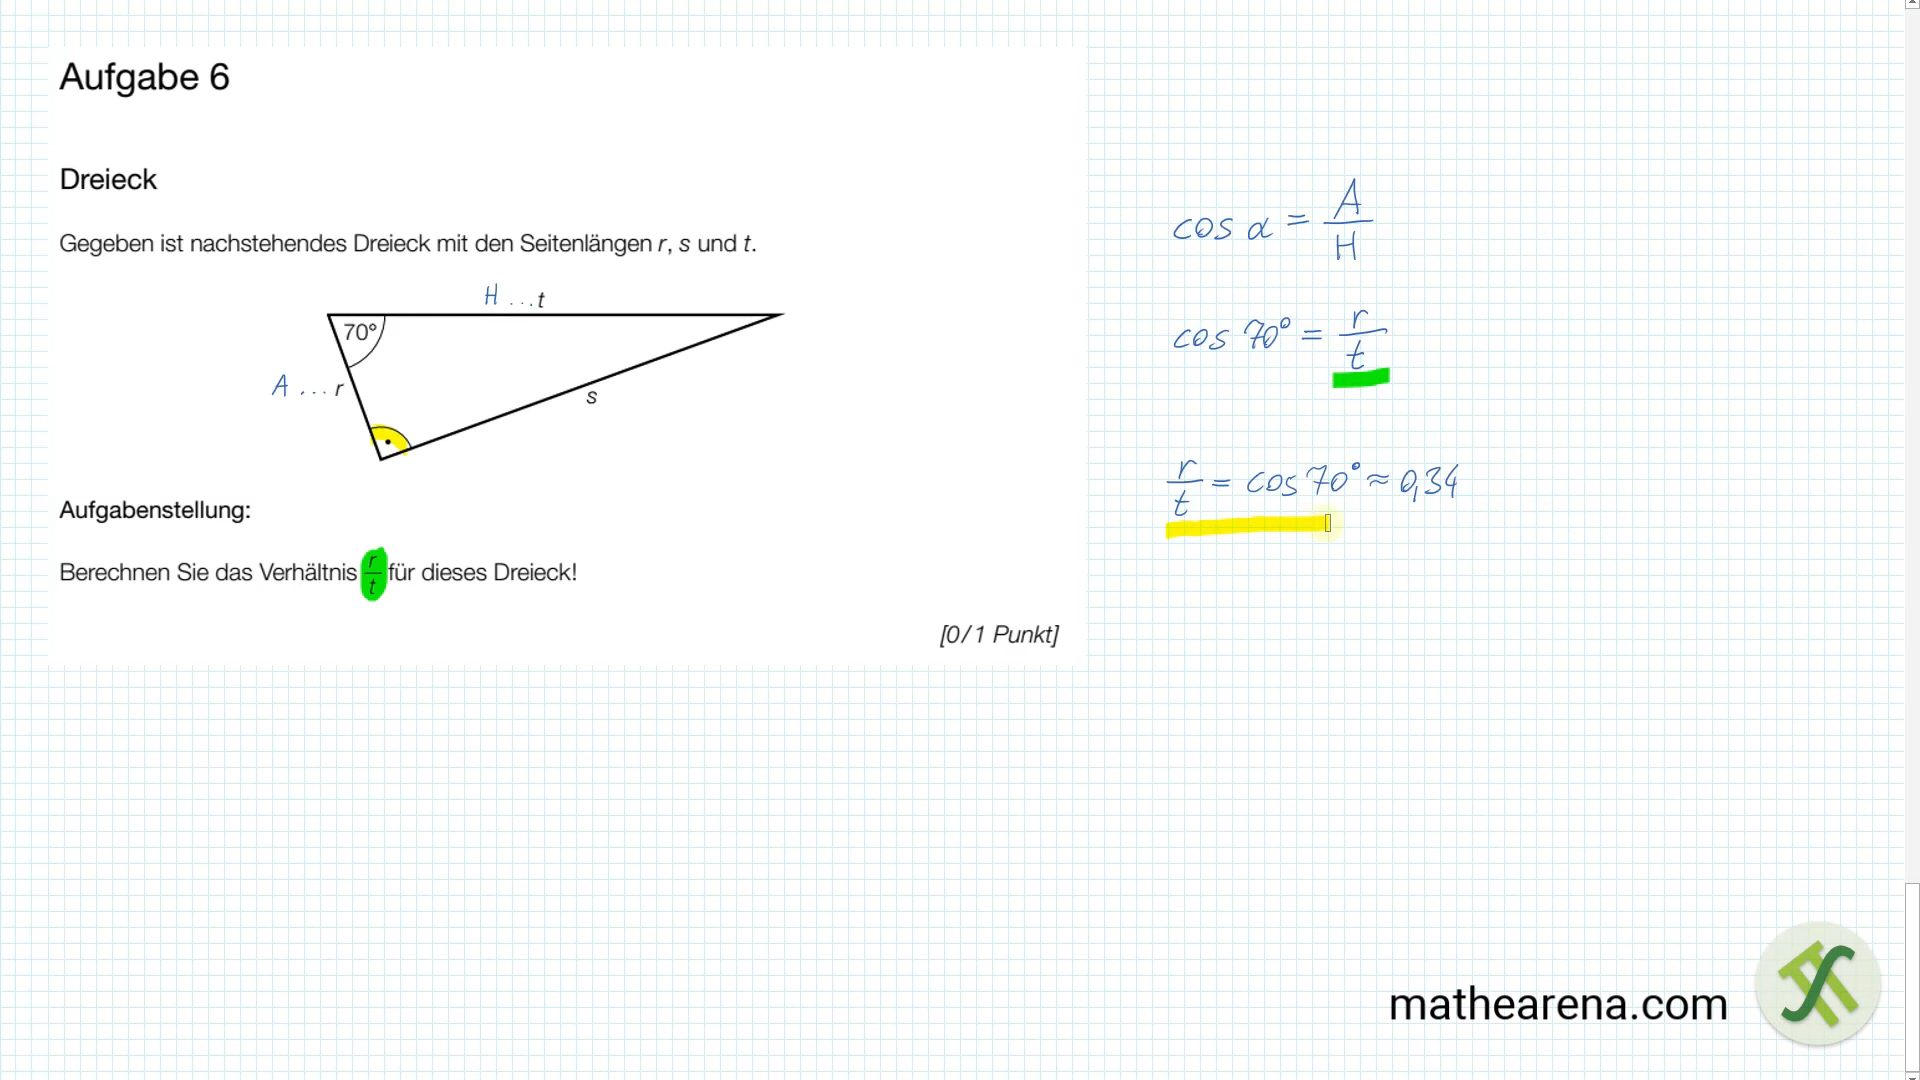 Aufgabe 6
Dreieck
Gegeben ist nachstehendes Dreieck mit den Seitenlängen r, s und t.
H ... t
70°
A ... r
s
Aufgabenstellung:
Berechnen Sie das Verhältnis r/t für dieses Dreieck!
[0/1 Punkt]
cos α = A/H
cos 70° = r/t
r/t = cos 70° ≈ 0,34
mathearena.com